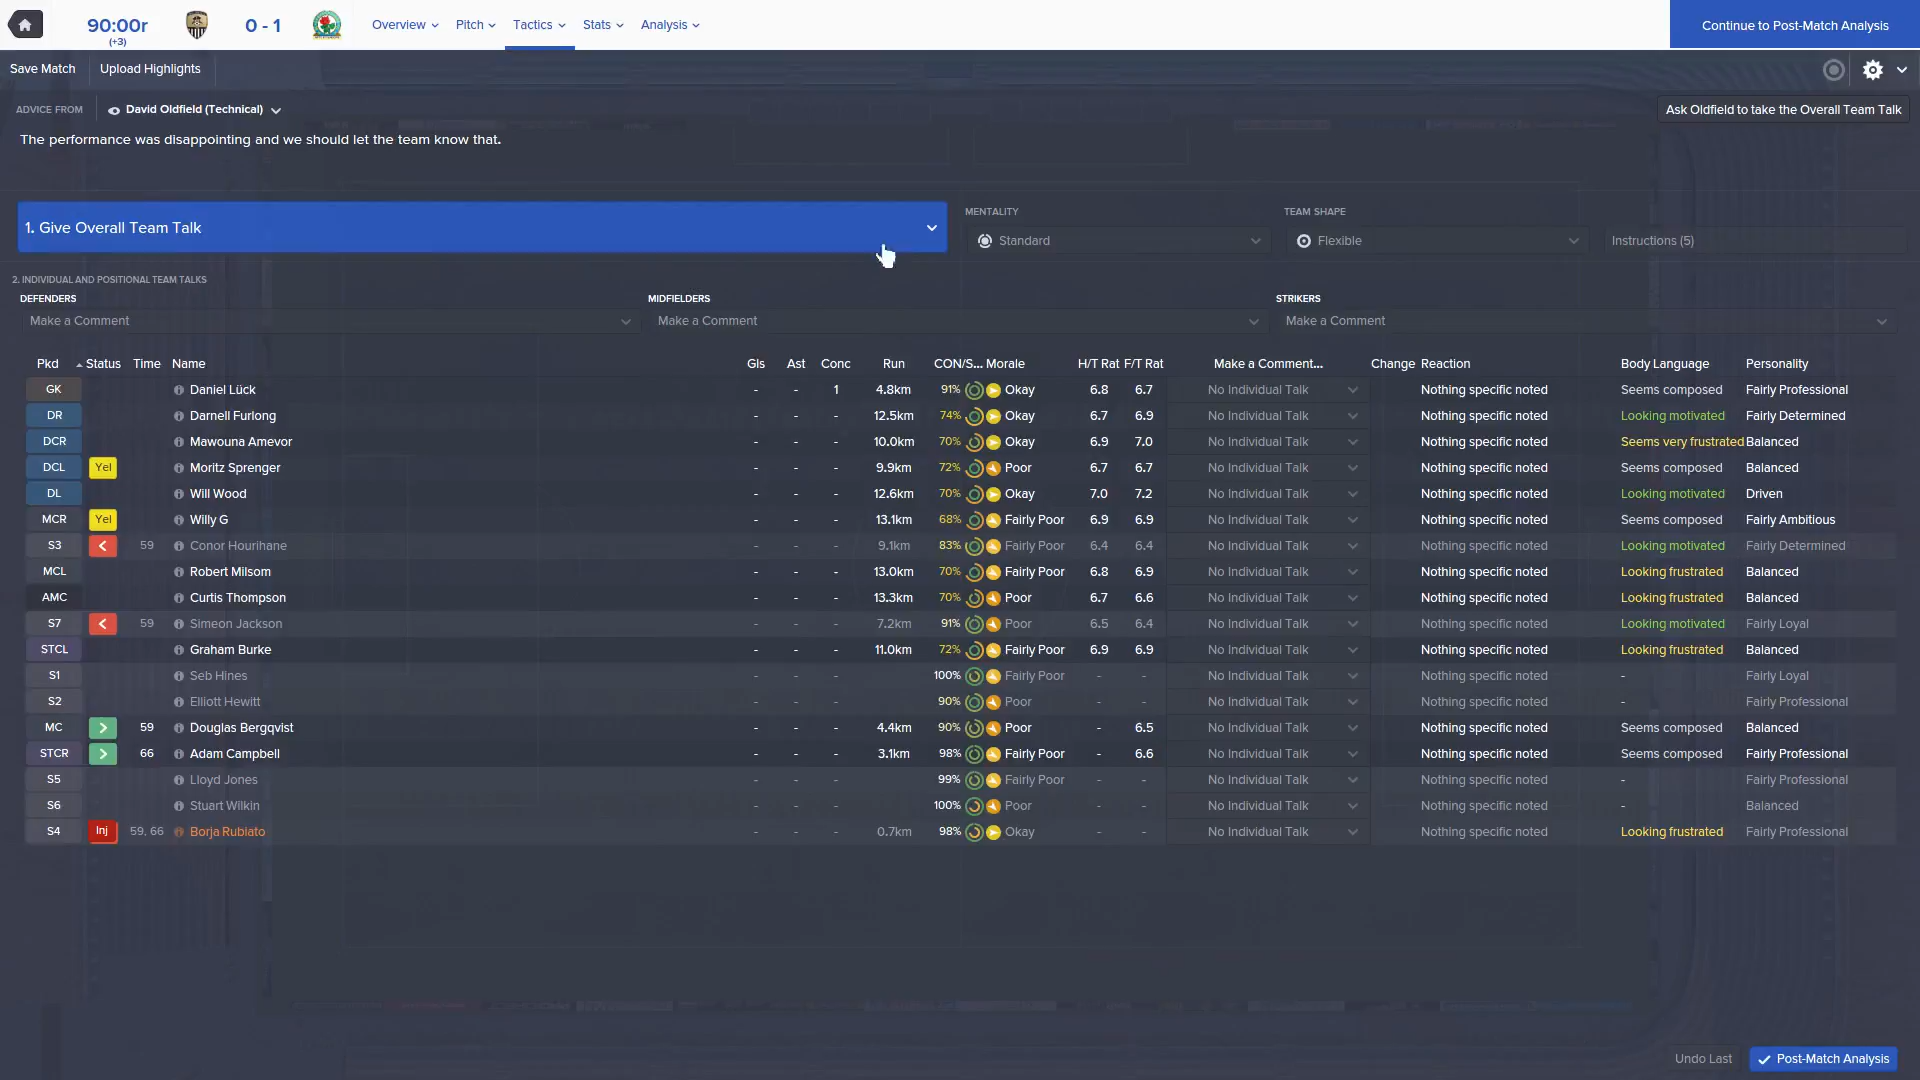 90:00r
(+3)
0 - 1
Overview
Pitch
Tactics
Stats
Analysis
Continue to Post-Match Analysis
Save Match
Upload Highlights
ADVICE FROM
David Oldfield (Technical)
Ask Oldfield to take the Overall Team Talk
The performance was disappointing and we should let the team know that.
1. Give Overall Team Talk
MENTALITY
TEAM SHAPE
Standard
Flexible
Instructions (5)
2. INDIVIDUAL AND POSITIONAL TEAM TALKS
DEFENDERS
MIDFIELDERS
STRIKERS
Make a Comment
Make a Comment
Make a Comment
Pkd Status Time Name Gls Ast Conc Run CON/S... Morale H/T Rat F/T Rat Make a Comment... Change Reaction Body Language Personality
GK Daniel Lück - - 1 4.8km 91% Okay 6.8 6.7 No Individual Talk Nothing specific noted Seems composed Fairly Professional
DR Darnell Furlong - - - 12.5km 74% Okay 6.7 6.9 No Individual Talk Nothing specific noted Looking motivated Fairly Determined
DCR Mawouna Amevor - - - 10.0km 70% Okay 6.9 7.0 No Individual Talk Nothing specific noted Seems very frustrated Balanced
DCL Yel Moritz Sprenger - - - 9.9km 72% Poor 6.7 6.7 No Individual Talk Nothing specific noted Seems composed Balanced
DL Will Wood - - - 12.6km 70% Okay 7.0 7.2 No Individual Talk Nothing specific noted Looking motivated Driven
MCR Yel Willy G - - - 13.1km 68% Fairly Poor 6.9 6.9 No Individual Talk Nothing specific noted Seems composed Fairly Ambitious
S3 59 Conor Hourihane - - - 9.1km 83% Fairly Poor 6.4 6.4 No Individual Talk Nothing specific noted Looking motivated Fairly Determined
MCL Robert Milsom - - - 13.0km 70% Fairly Poor 6.8 6.9 No Individual Talk Nothing specific noted Looking frustrated Balanced
AMC Curtis Thompson - - - 13.3km 70% Poor 6.7 6.6 No Individual Talk Nothing specific noted Looking frustrated Balanced
S7 59 Simeon Jackson - - - 7.2km 91% Poor 6.5 6.4 No Individual Talk Nothing specific noted Looking motivated Fairly Loyal
STCL Graham Burke - - - 11.0km 72% Fairly Poor 6.9 6.9 No Individual Talk Nothing specific noted Looking frustrated Balanced
S1 Seb Hines 100% Fairly Poor - - No Individual Talk Nothing specific noted - Fairly Loyal
S2 Elliott Hewitt 90% Poor - - No Individual Talk Nothing specific noted - Fairly Professional
MC 59 Douglas Bergqvist - - - 4.4km 90% Poor - 6.5 No Individual Talk Nothing specific noted Seems composed Balanced
STCR 66 Adam Campbell - - - 3.1km 98% Fairly Poor - 6.6 No Individual Talk Nothing specific noted Seems composed Fairly Professional
S5 Lloyd Jones - - - - 99% Fairly Poor - - No Individual Talk Nothing specific noted - Fairly Professional
S6 Stuart Wilkin - - - - 100% Poor - - No Individual Talk Nothing specific noted - Balanced
S4 Inj 59, 66 Borja Rubiato - - - 0.7km 98% Okay - - No Individual Talk Nothing specific noted Looking frustrated Fairly Professional
Undo Last
Post-Match Analysis